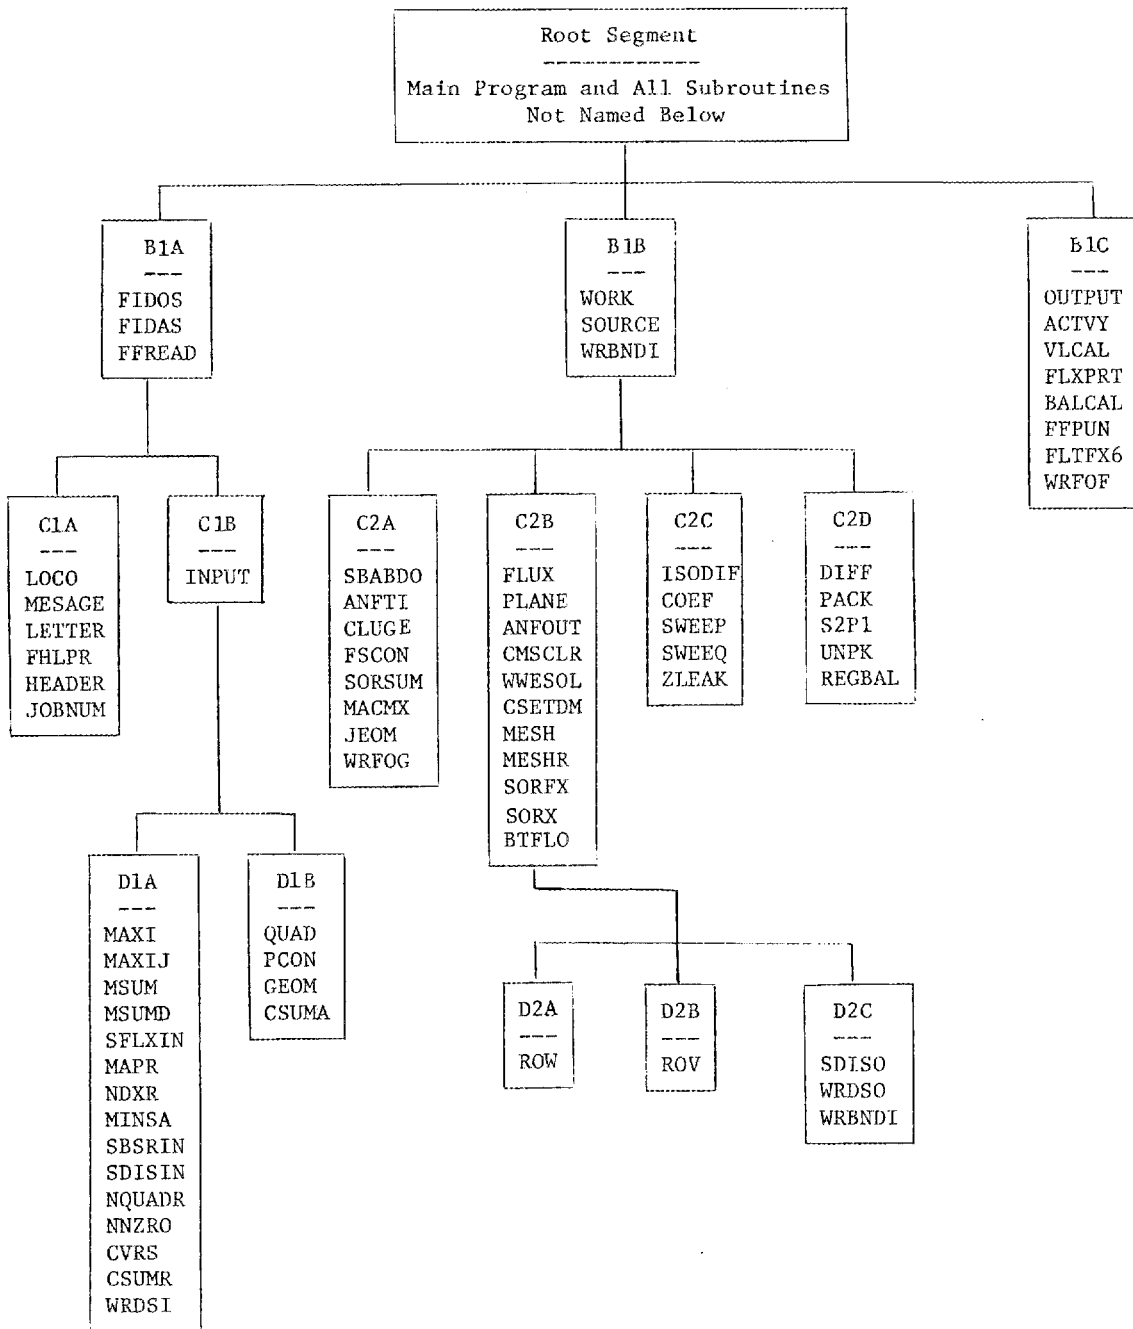 Root Segment
------------
Main Program and All Subroutines
Not Named Below
B1A
---
FIDOS
FIDAS
FFREAD
B1B
---
WORK
SOURCE
WRBNDI
B1C
---
OUTPUT
ACTVY
VLCAL
FLXPRT
BALCAL
FFPUN
FLTFX6
WRFOF
C1A
---
LOCO
MESAGE
LETTER
FHLPR
HEADER
JOBNUM
C1B
---
INPUT
C2A
---
SBABDO
ANFTI
CLUGE
FSCON
SORSUM
MACMX
JEOM
WRFOG
C2B
---
FLUX
PLANE
ANFOUT
CMSCLR
WWESOL
CSETDM
MESH
MESHR
SORFX
SORX
BTFLO
C2C
---
ISODIF
COEF
SWEEP
SWEEQ
ZLEAK
C2D
---
DIFF
PACK
S2P1
UNPK
REGBAL
D1A
---
MAXI
MAXIJ
MSUM
MSUMD
SFLXIN
MAPR
NDXR
MINSA
SBSRIN
SDISIN
NQUADR
NNZRO
CVRS
CSUMR
WRDSI
D1B
---
QUAD
PCON
GEOM
CSUMA
D2A
---
ROW
D2B
---
ROV
D2C
---
SDISO
WRDSO
WRBNDI